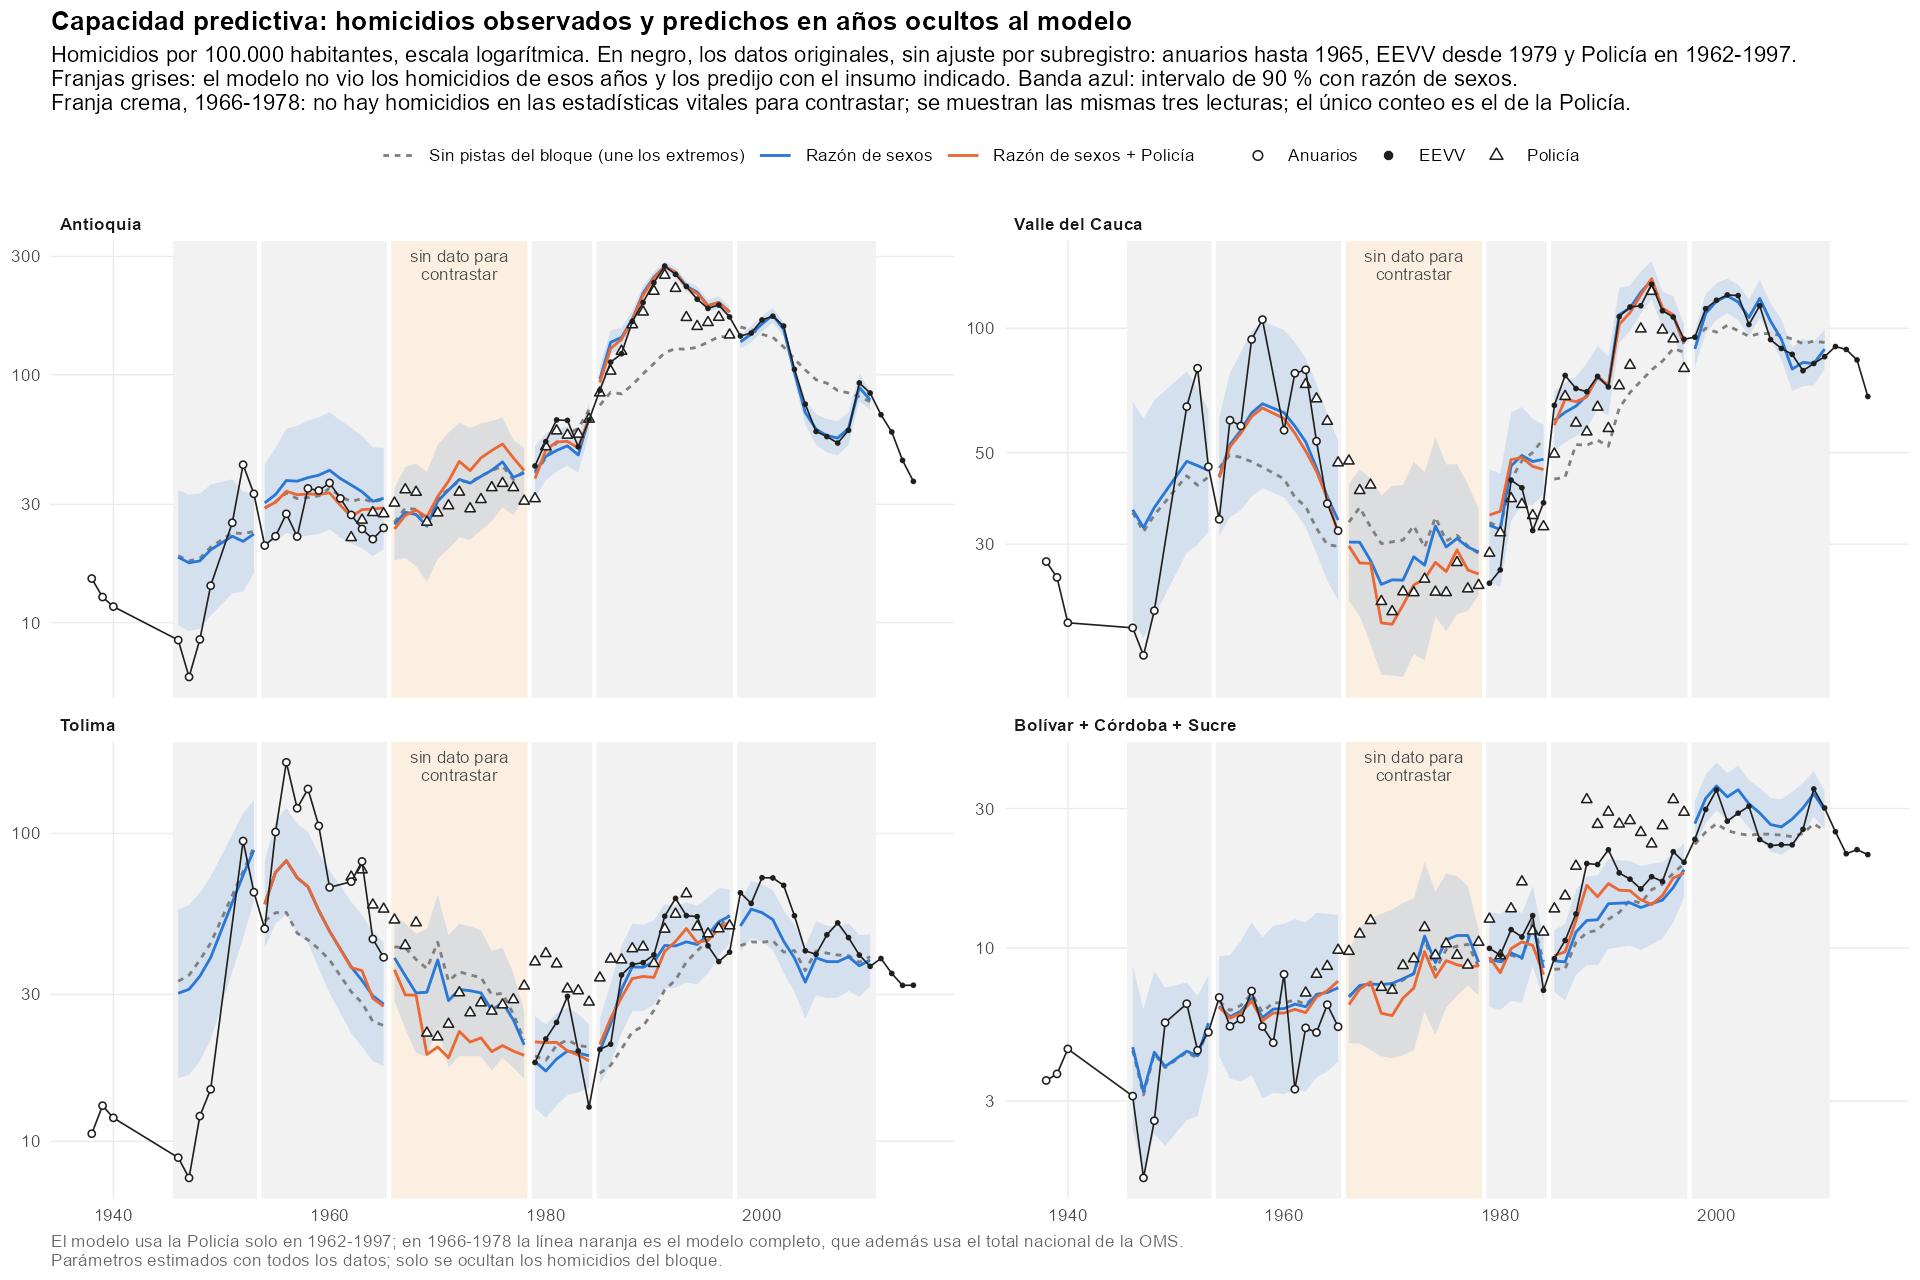 Capacidad predictiva: homicidios observados y predichos en años ocultos al modelo
Homicidios por 100.000 habitantes, escala logarítmica. En negro, los datos originales, sin ajuste por subregistro: anuarios hasta 1965, EEVV desde 1979 y Policía en 1962-1997.
Franjas grises: el modelo no vio los homicidios de esos años y los predijo con el insumo indicado. Banda azul: intervalo de 90 % con razón de sexos.
Franja crema, 1966-1978: no hay homicidios en las estadísticas vitales para contrastar; se muestran las mismas tres lecturas; el único conteo es el de la Policía.
Sin pistas del bloque (une los extremos) Razón de sexos Razón de sexos + Policía Anuarios EEVV Policía
Antioquia
sin dato para
contrastar
300
100
30
10
Valle del Cauca
sin dato para
contrastar
100
50
30
Tolima
sin dato para
contrastar
100
30
10
1940 1960 1980 2000
Bolívar + Córdoba + Sucre
sin dato para
contrastar
30
10
3
1940 1960 1980 2000
El modelo usa la Policía solo en 1962-1997; en 1966-1978 la línea naranja es el modelo completo, que además usa el total nacional de la OMS.
Parámetros estimados con todos los datos; solo se ocultan los homicidios del bloque.